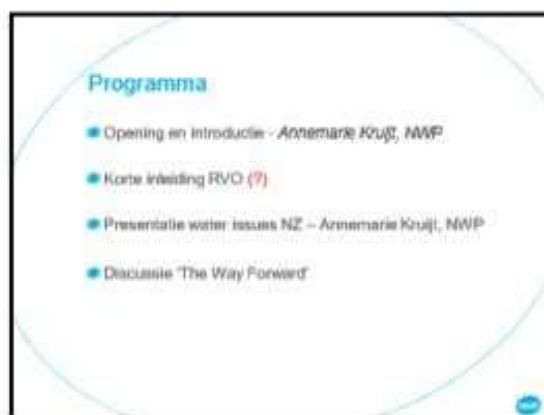 Programma
Opening en introductie - Annemarie Kruijt, NWP
Korte inleiding RVO (?)
Presentatie water issues NZ – Annemarie Kruijt, NWP
Discussie 'The Way Forward'